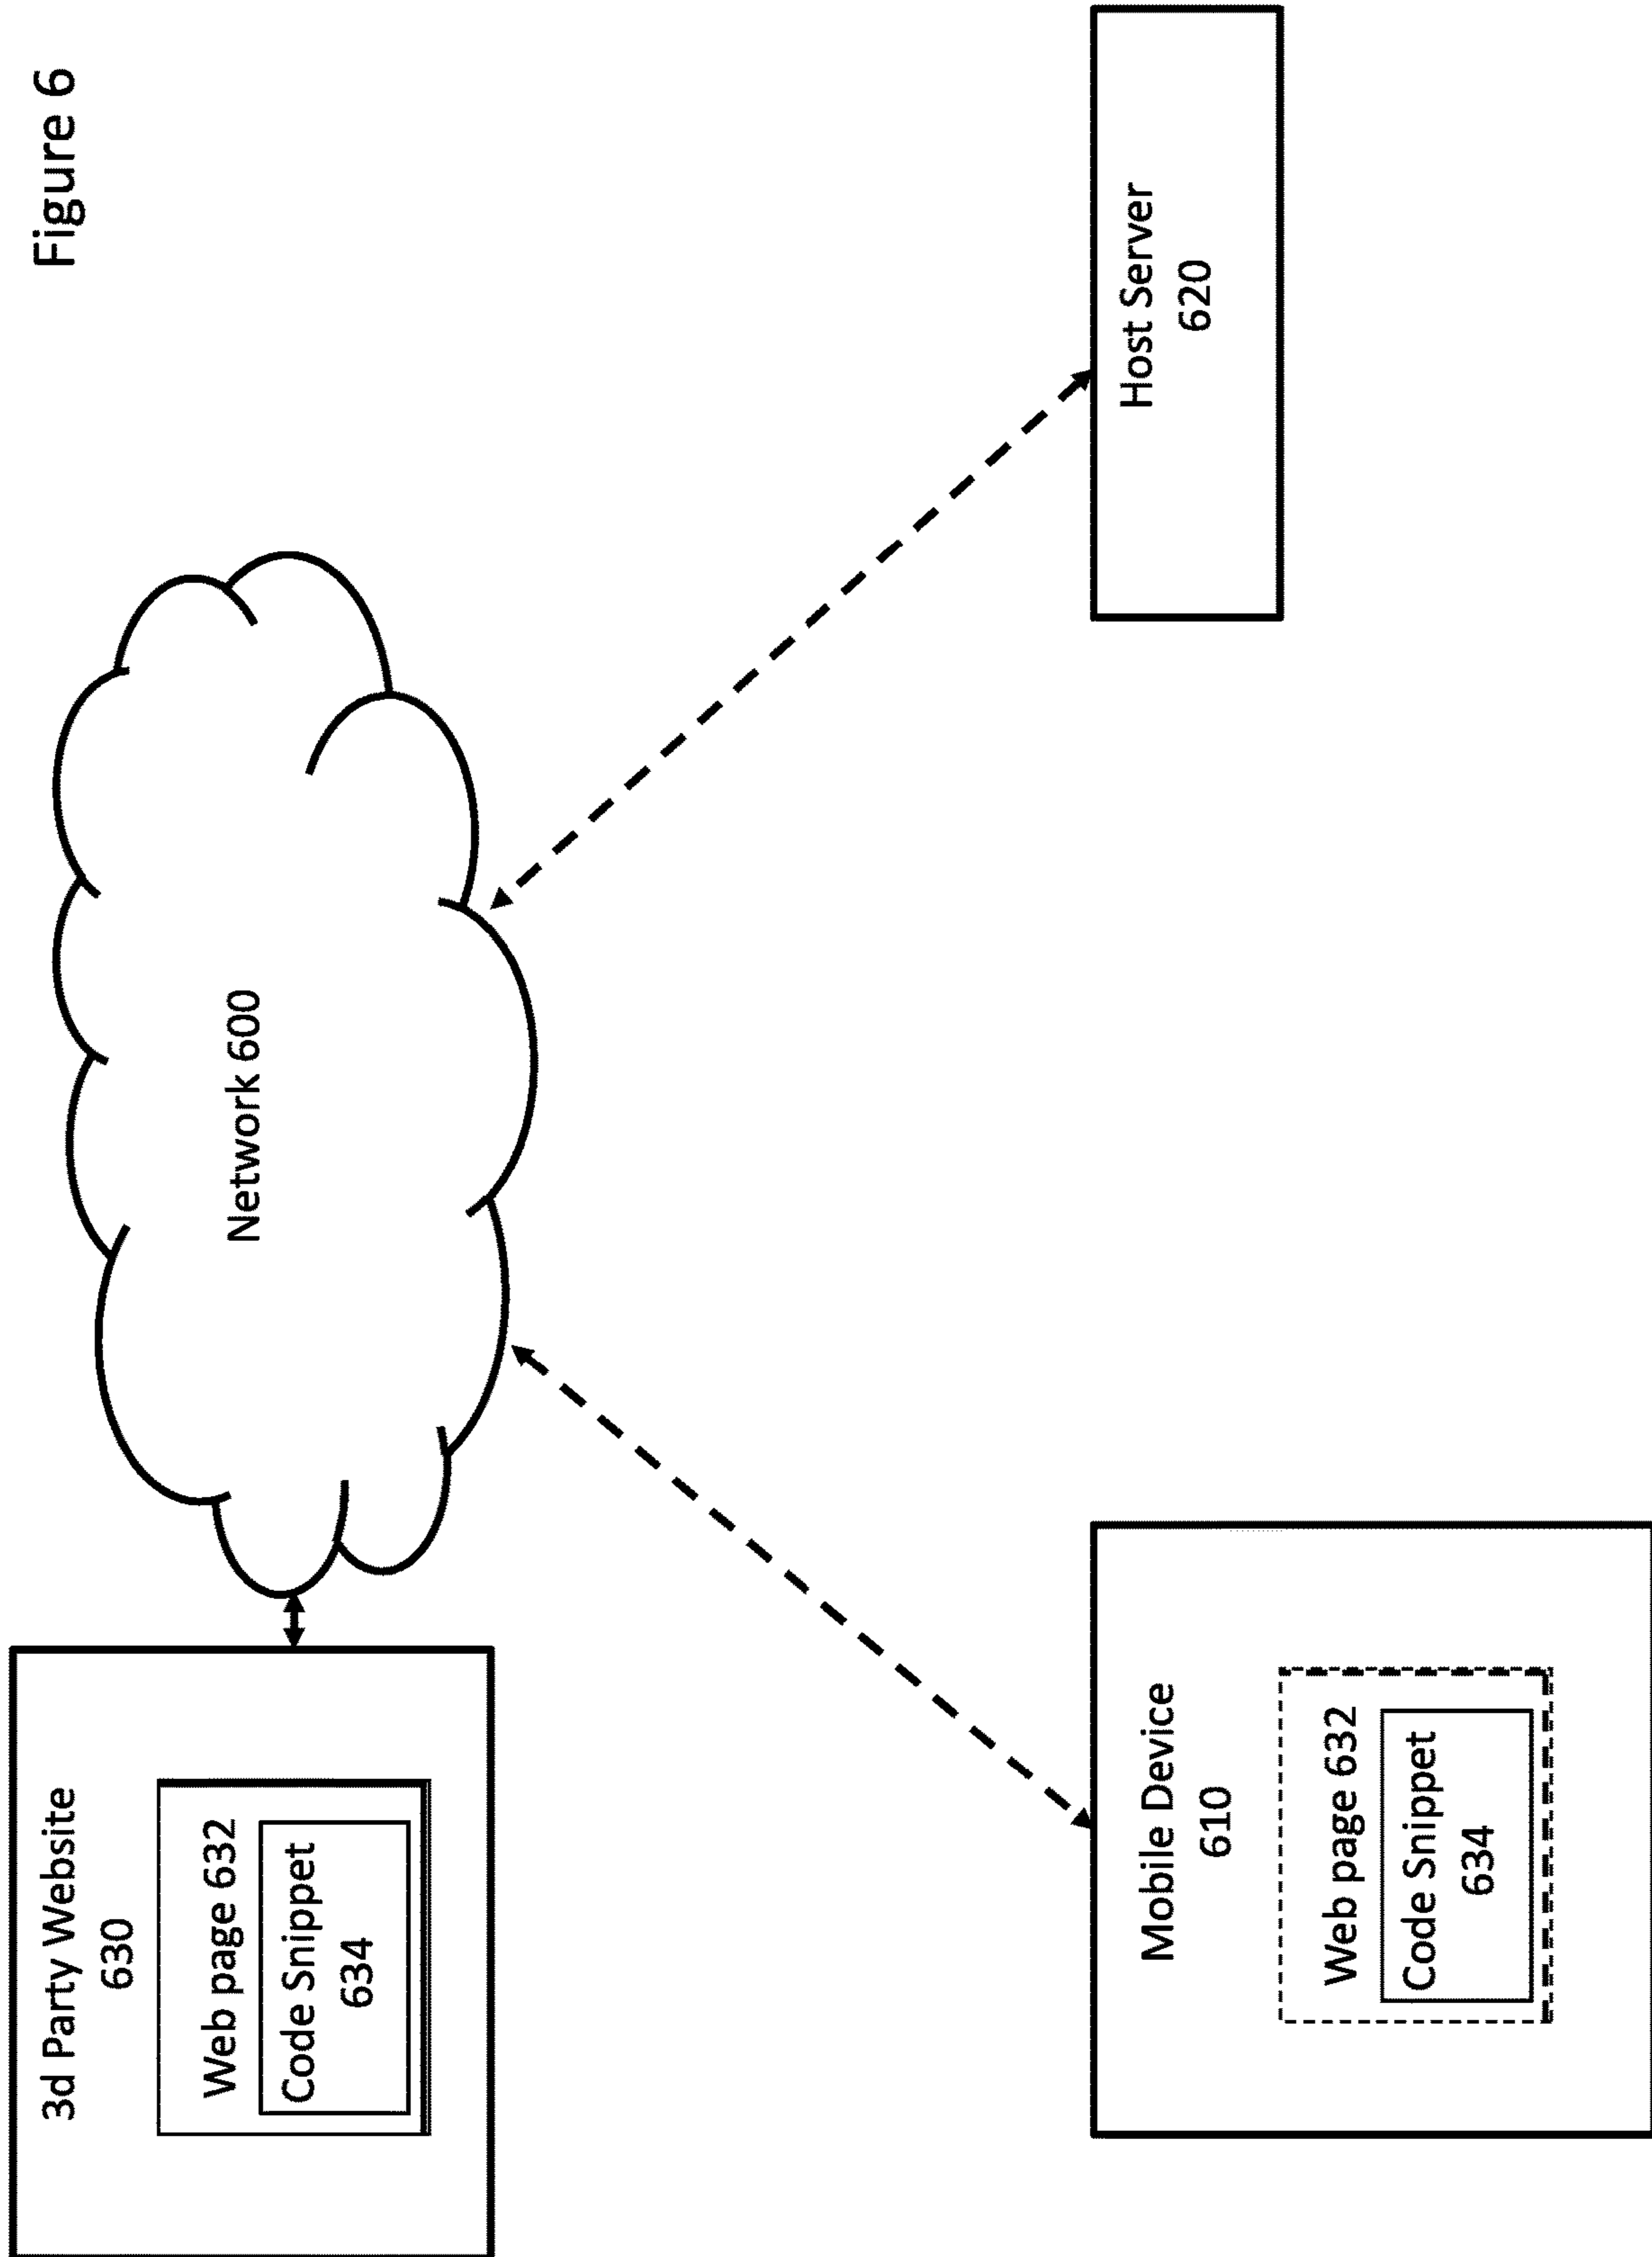 Figure 6
3d Party Website
630
Web page 632
Code Snippet
634
Network 600
Mobile Device
610
Web page 632
Code Snippet
634
Host Server
620